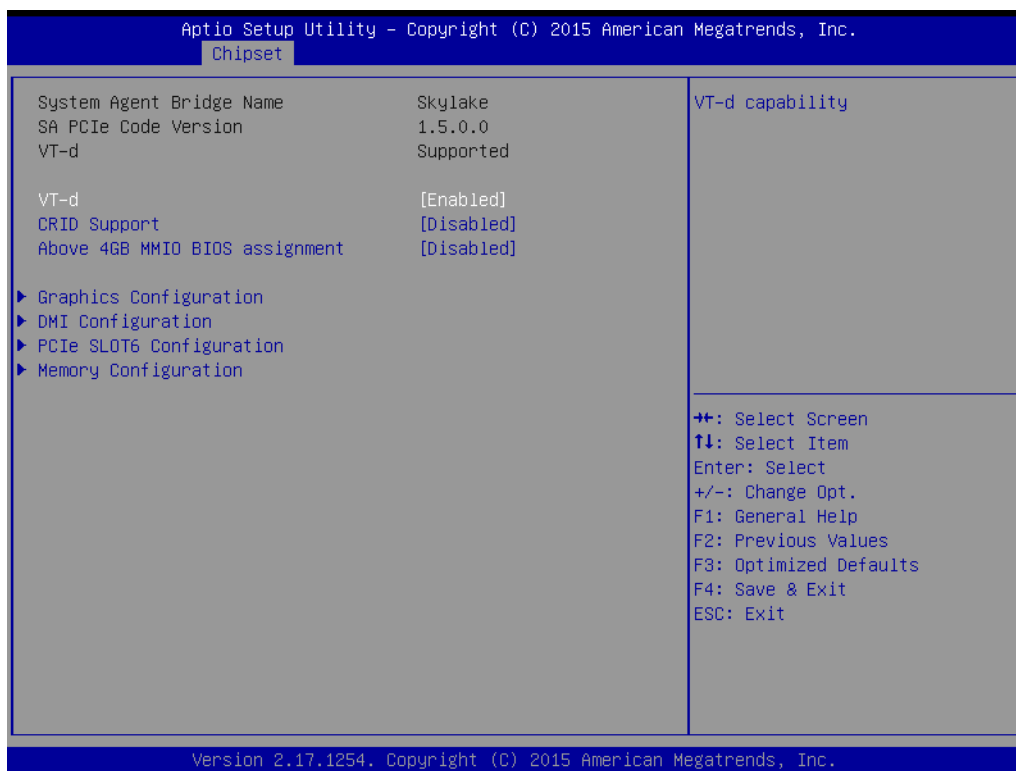 Aptio Setup Utility – Copyright (C) 2015 American Megatrends, Inc.
Chipset
System Agent Bridge Name Skylake
SA PCIe Code Version 1.5.0.0
VT-d Supported
VT-d [Enabled]
CRID Support [Disabled]
Above 4GB MMIO BIOS assignment [Disabled]
Graphics Configuration
DMI Configuration
PCIe SLOT6 Configuration
Memory Configuration
VT-d capability
→←: Select Screen
↑↓: Select Item
Enter: Select
+/-: Change Opt.
F1: General Help
F2: Previous Values
F3: Optimized Defaults
F4: Save & Exit
ESC: Exit
Version 2.17.1254. Copyright (C) 2015 American Megatrends, Inc.